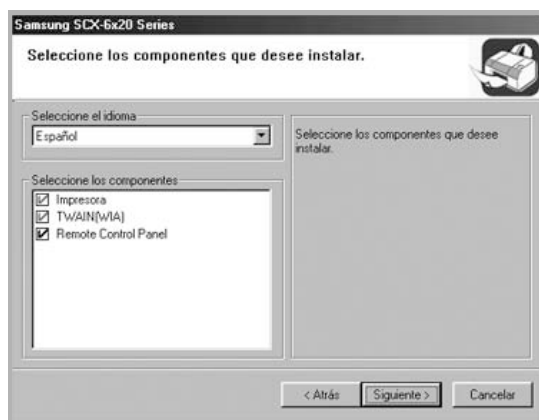 Samsung SCX-6x20 Series
Seleccione los componentes que desee instalar.
Seleccione el idioma
Español
Seleccione los componentes
Impresora
TWAIN(WIA)
Remote Control Panel
Seleccione los componentes que desee
instalar.
< Atrás
Siguiente >
Cancelar